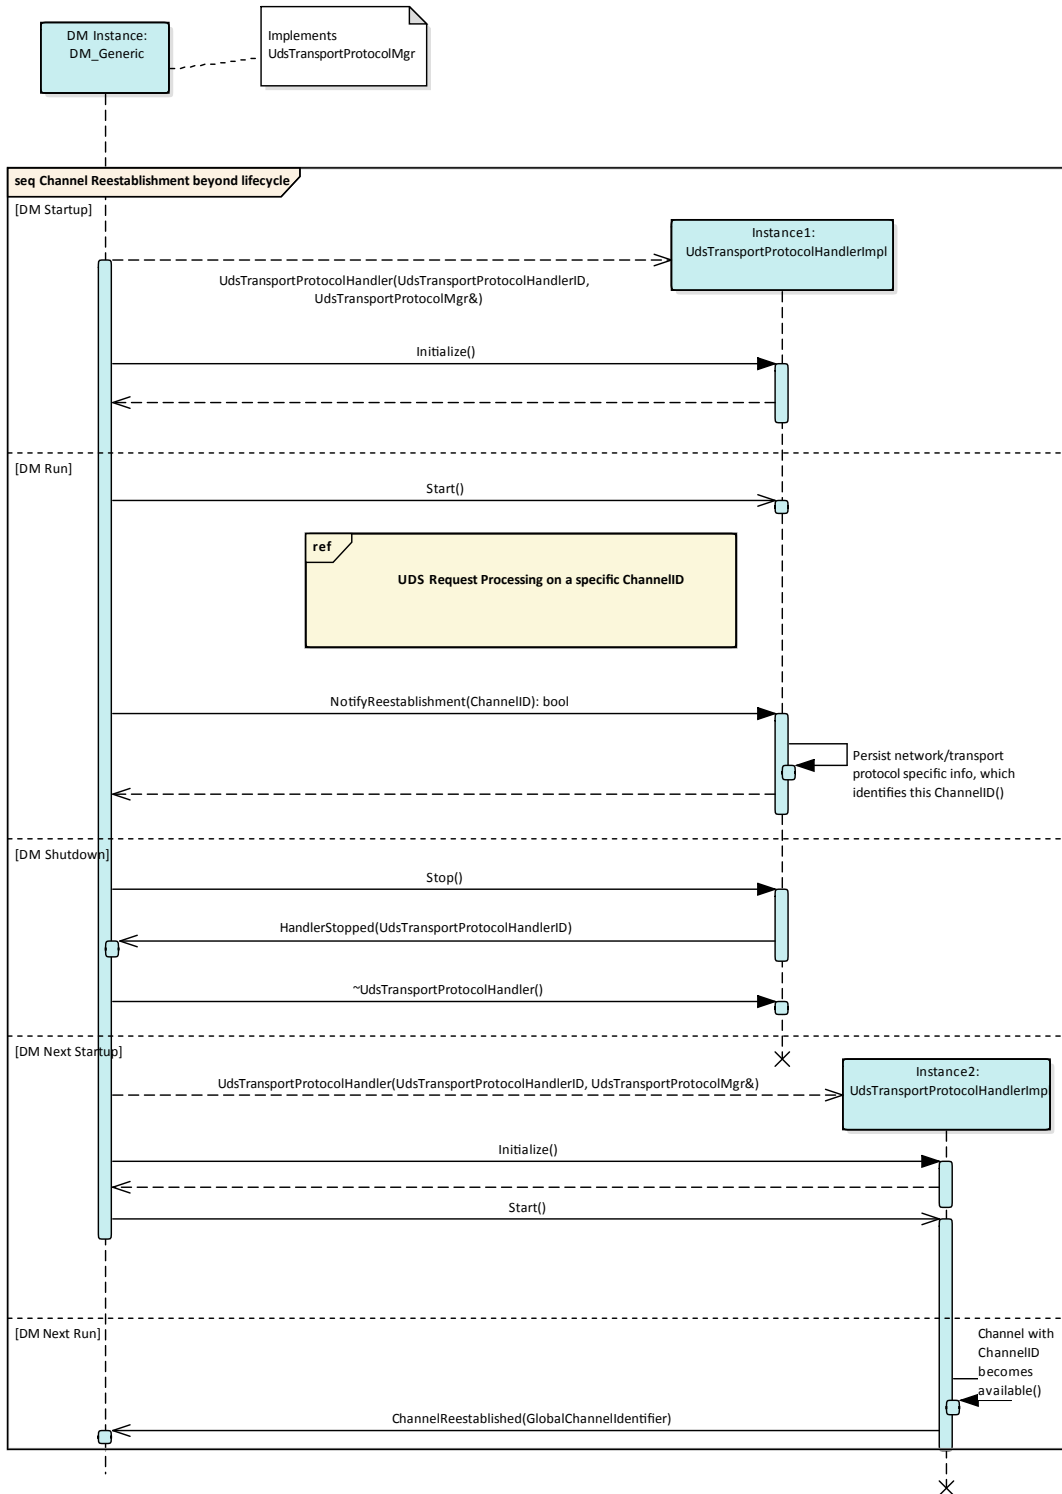 DM Instance:
DM_Generic
Implements
UdsTransportProtocolMgr
seq Channel Reestablishment beyond lifecycle
[DM Startup]
Instance1:
UdsTransportProtocolHandlerImpl
UdsTransportProtocolHandler(UdsTransportProtocolHandlerID,
UdsTransportProtocolMgr&)
Initialize()
[DM Run]
Start()
ref
UDS Request Processing on a specific ChannelID
NotifyReestablishment(ChannelID): bool
Persist network/transport
protocol specific info, which
identifies this ChannelID()
[DM Shutdown]
Stop()
HandlerStopped(UdsTransportProtocolHandlerID)
~UdsTransportProtocolHandler()
[DM Next Startup]
Instance2:
UdsTransportProtocolHandlerImp
UdsTransportProtocolHandler(UdsTransportProtocolHandlerID, UdsTransportProtocolMgr&)
Initialize()
Start()
[DM Next Run]
Channel with
ChannelID
becomes
available()
ChannelReestablished(GlobalChannelIdentifier)